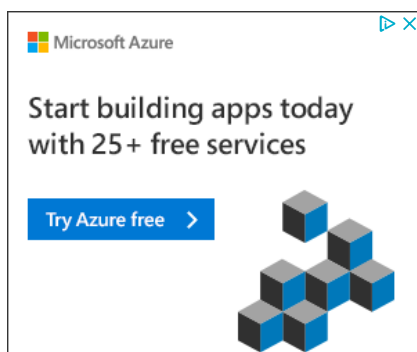 Microsoft Azure
Start building apps today
with 25+ free services
Try Azure free